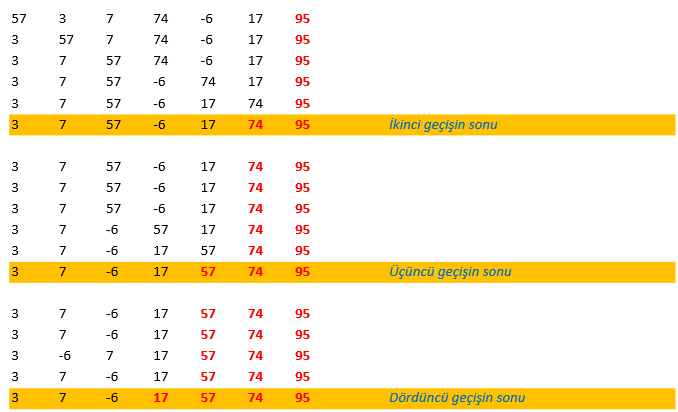 57 3 7 74 -6 17 95
3 57 7 74 -6 17 95
3 7 57 74 -6 17 95
3 7 57 -6 74 17 95
3 7 57 -6 17 74 95
3 7 57 -6 17 74 95 İkinci geçişin sonu
3 7 57 -6 17 74 95
3 7 57 -6 17 74 95
3 7 57 -6 17 74 95
3 7 -6 57 17 74 95
3 7 -6 17 57 74 95
3 7 -6 17 57 74 95 Üçüncü geçişin sonu
3 7 -6 17 57 74 95
3 7 -6 17 57 74 95
3 -6 7 17 57 74 95
3 7 -6 17 57 74 95
3 7 -6 17 57 74 95 Dördüncü geçişin sonu